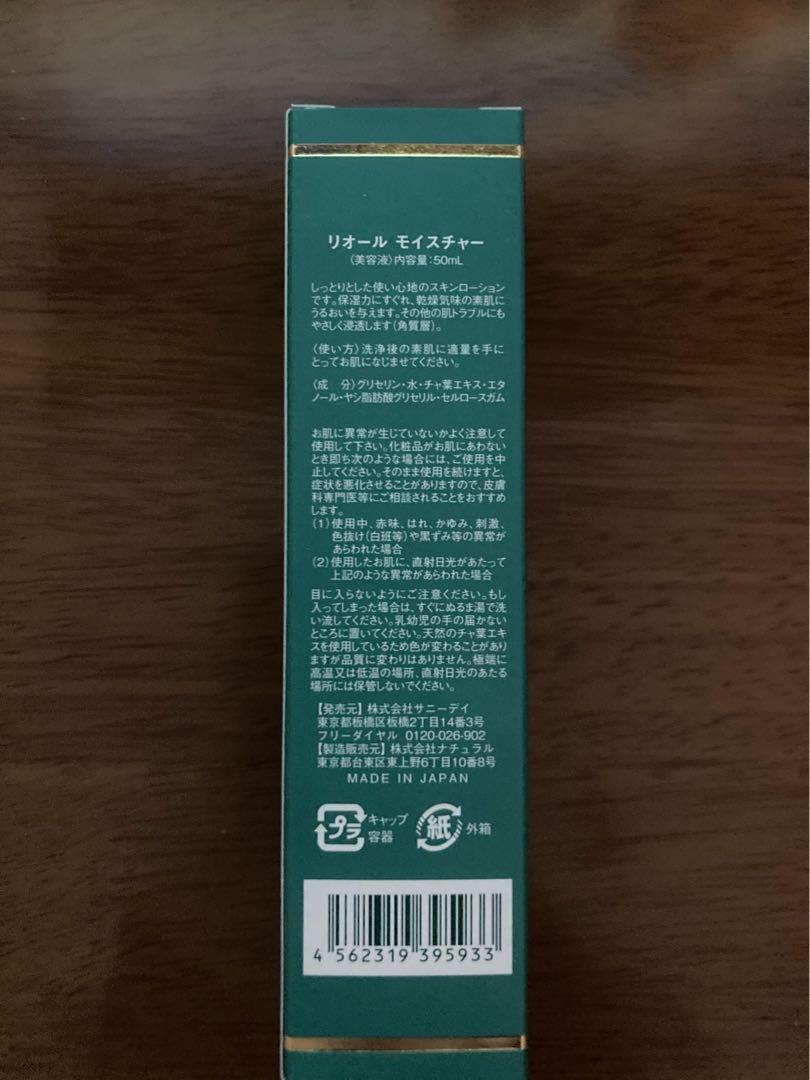 リオール モイスチャー
〈美容液〉内容量：50mL
しっとりとした使い心地のスキンローション
です。保湿力にすぐれ、乾燥気味の素肌に
うるおいを与えます。その他の肌トラブルにも
やさしく浸透します（角質層）。
〈使い方〉洗浄後の素肌に適量を手に
とってお肌になじませてください。
〈成 分〉グリセリン・水・チャ葉エキス・エタ
ノール・ヤシ脂肪酸グリセリル・セルロースガム
お肌に異常が生じていないかよく注意して
使用して下さい。化粧品がお肌にあわない
とき即ち次のような場合には、ご使用を中
止してください。そのまま使用を続けますと、
症状を悪化させることがありますので、皮膚
科専門医等にご相談されることをおすすめ
します。
（1）使用中、赤味、はれ、かゆみ、刺激、
色抜け（白斑等）や黒ずみ等の異常が
あらわれた場合
（2）使用したお肌に、直射日光があたって
上記のような異常があらわれた場合
目に入らないようにご注意ください。もし
入ってしまった場合は、すぐにぬるま湯で洗
い流してください。乳幼児の手の届かない
ところに置いてください。天然のチャ葉エキ
スを使用しているため色が変わることがあり
ますが品質に変わりはありません。極端に
高温又は低温の場所、直射日光のあたる
場所には保管しないでください。
【発売元】株式会社サニーデイ
東京都板橋区板橋2丁目14番3号
フリーダイヤル 0120-026-902
【製造販売元】株式会社ナチュラル
東京都台東区東上野6丁目10番8号
MADE IN JAPAN
プラ キャップ 紙 外箱
容器
4 562319 395933